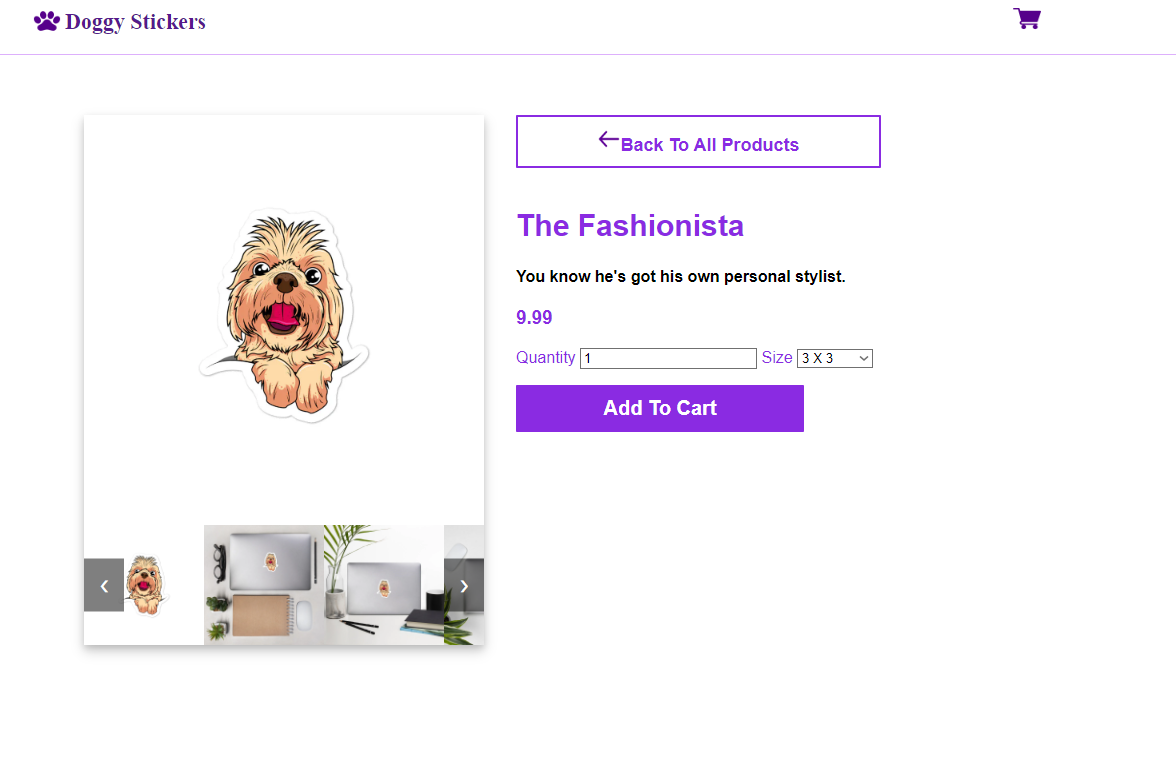 Doggy Stickers
Back To All Products
The Fashionista
You know he's got his own personal stylist.
9.99
Quantity 1 Size 3 X 3
Add To Cart